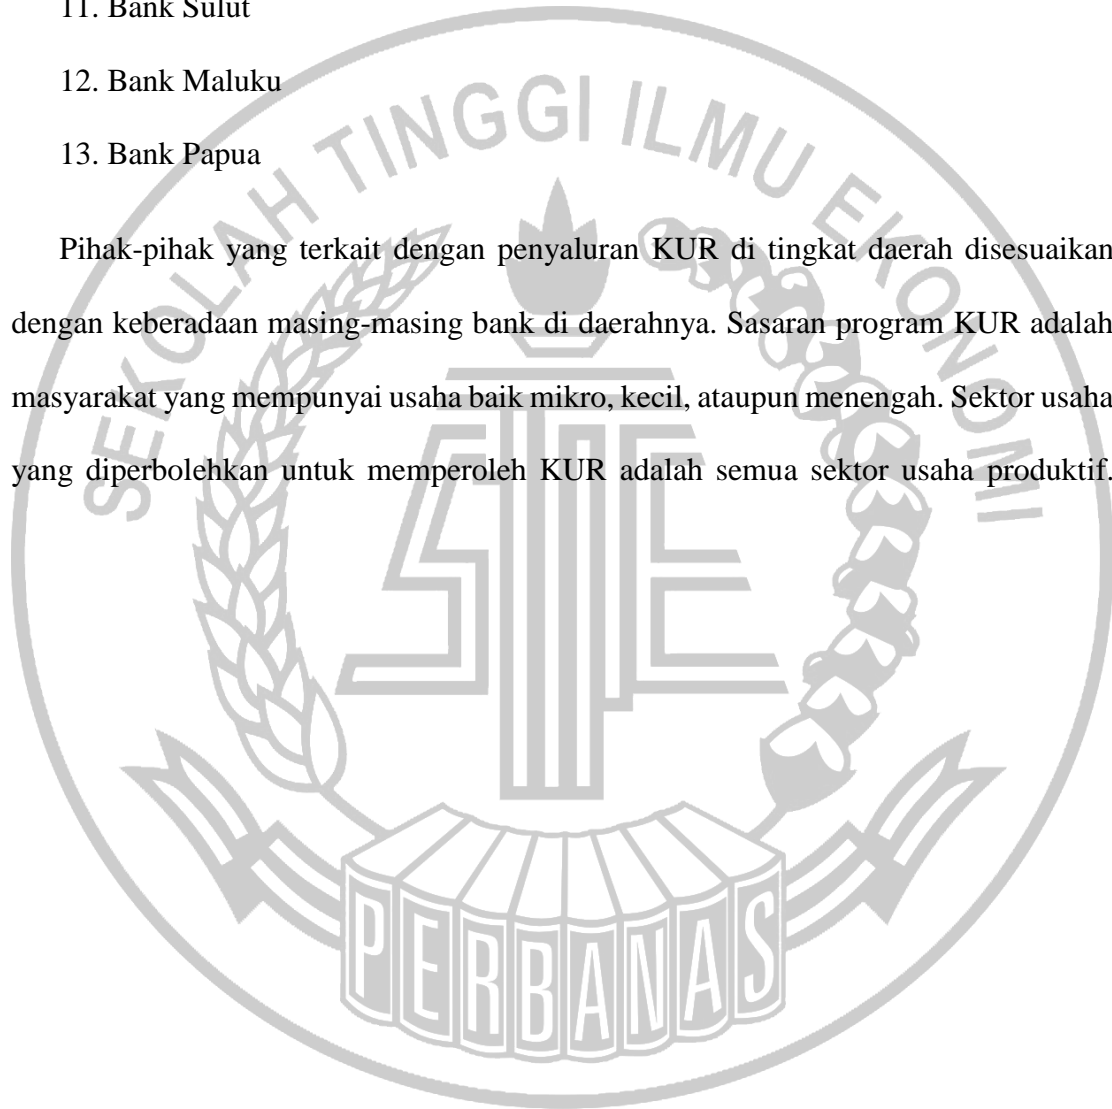 11. Bank Sulut
12. Bank Maluku
13. Bank Papua
Pihak-pihak yang terkait dengan penyaluran KUR di tingkat daerah disesuaikan
dengan keberadaan masing-masing bank di daerahnya. Sasaran program KUR adalah
masyarakat yang mempunyai usaha baik mikro, kecil, ataupun menengah. Sektor usaha
yang diperbolehkan untuk memperoleh KUR adalah semua sektor usaha produktif.
SEKOLAH TINGGI ILMU EKONOMI
STIE
PERBANAS